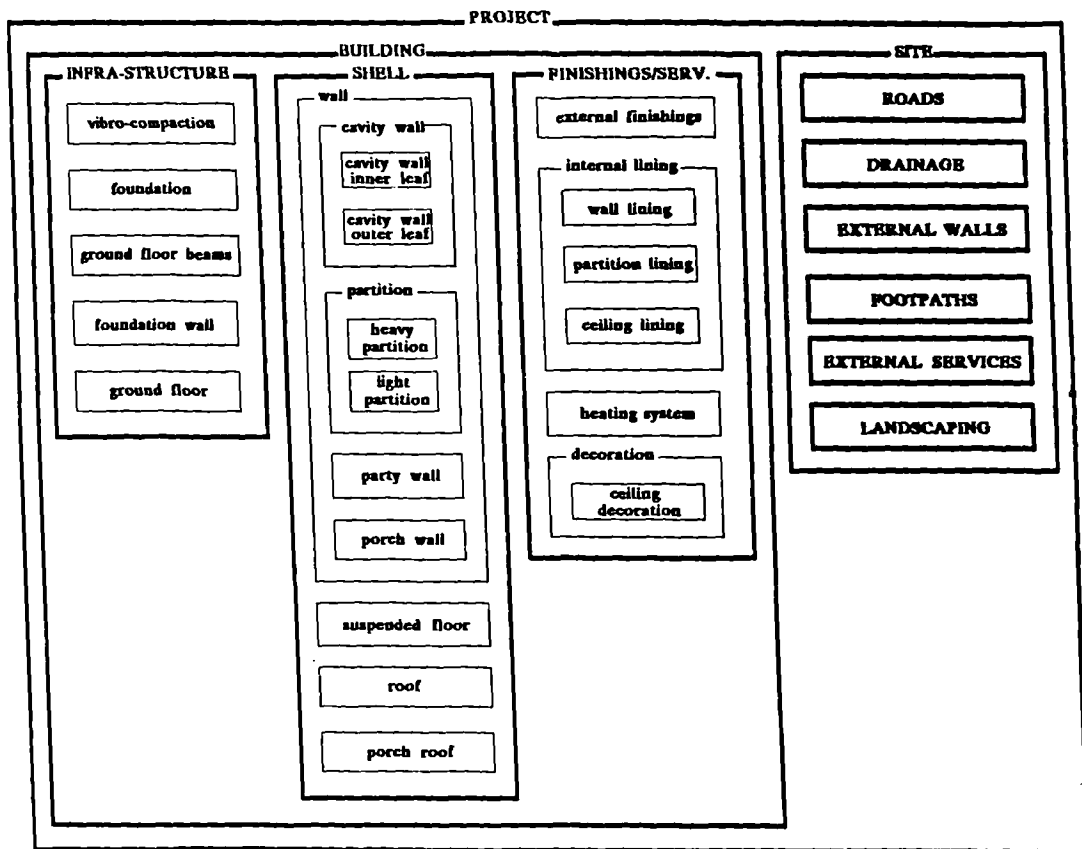 PROJECT
BUILDING
INFRA-STRUCTURE
vibro-compaction
foundation
ground floor beams
foundation wall
ground floor
SHELL
wall
cavity wall
cavity wall
inner leaf
cavity wall
outer leaf
partition
heavy
partition
light
partition
party wall
porch wall
suspended floor
roof
porch roof
FINISHINGS/SERV.
external finishings
internal lining
wall lining
partition lining
ceiling lining
heating system
decoration
ceiling
decoration
SITE
ROADS
DRAINAGE
EXTERNAL WALLS
FOOTPATHS
EXTERNAL SERVICES
LANDSCAPING